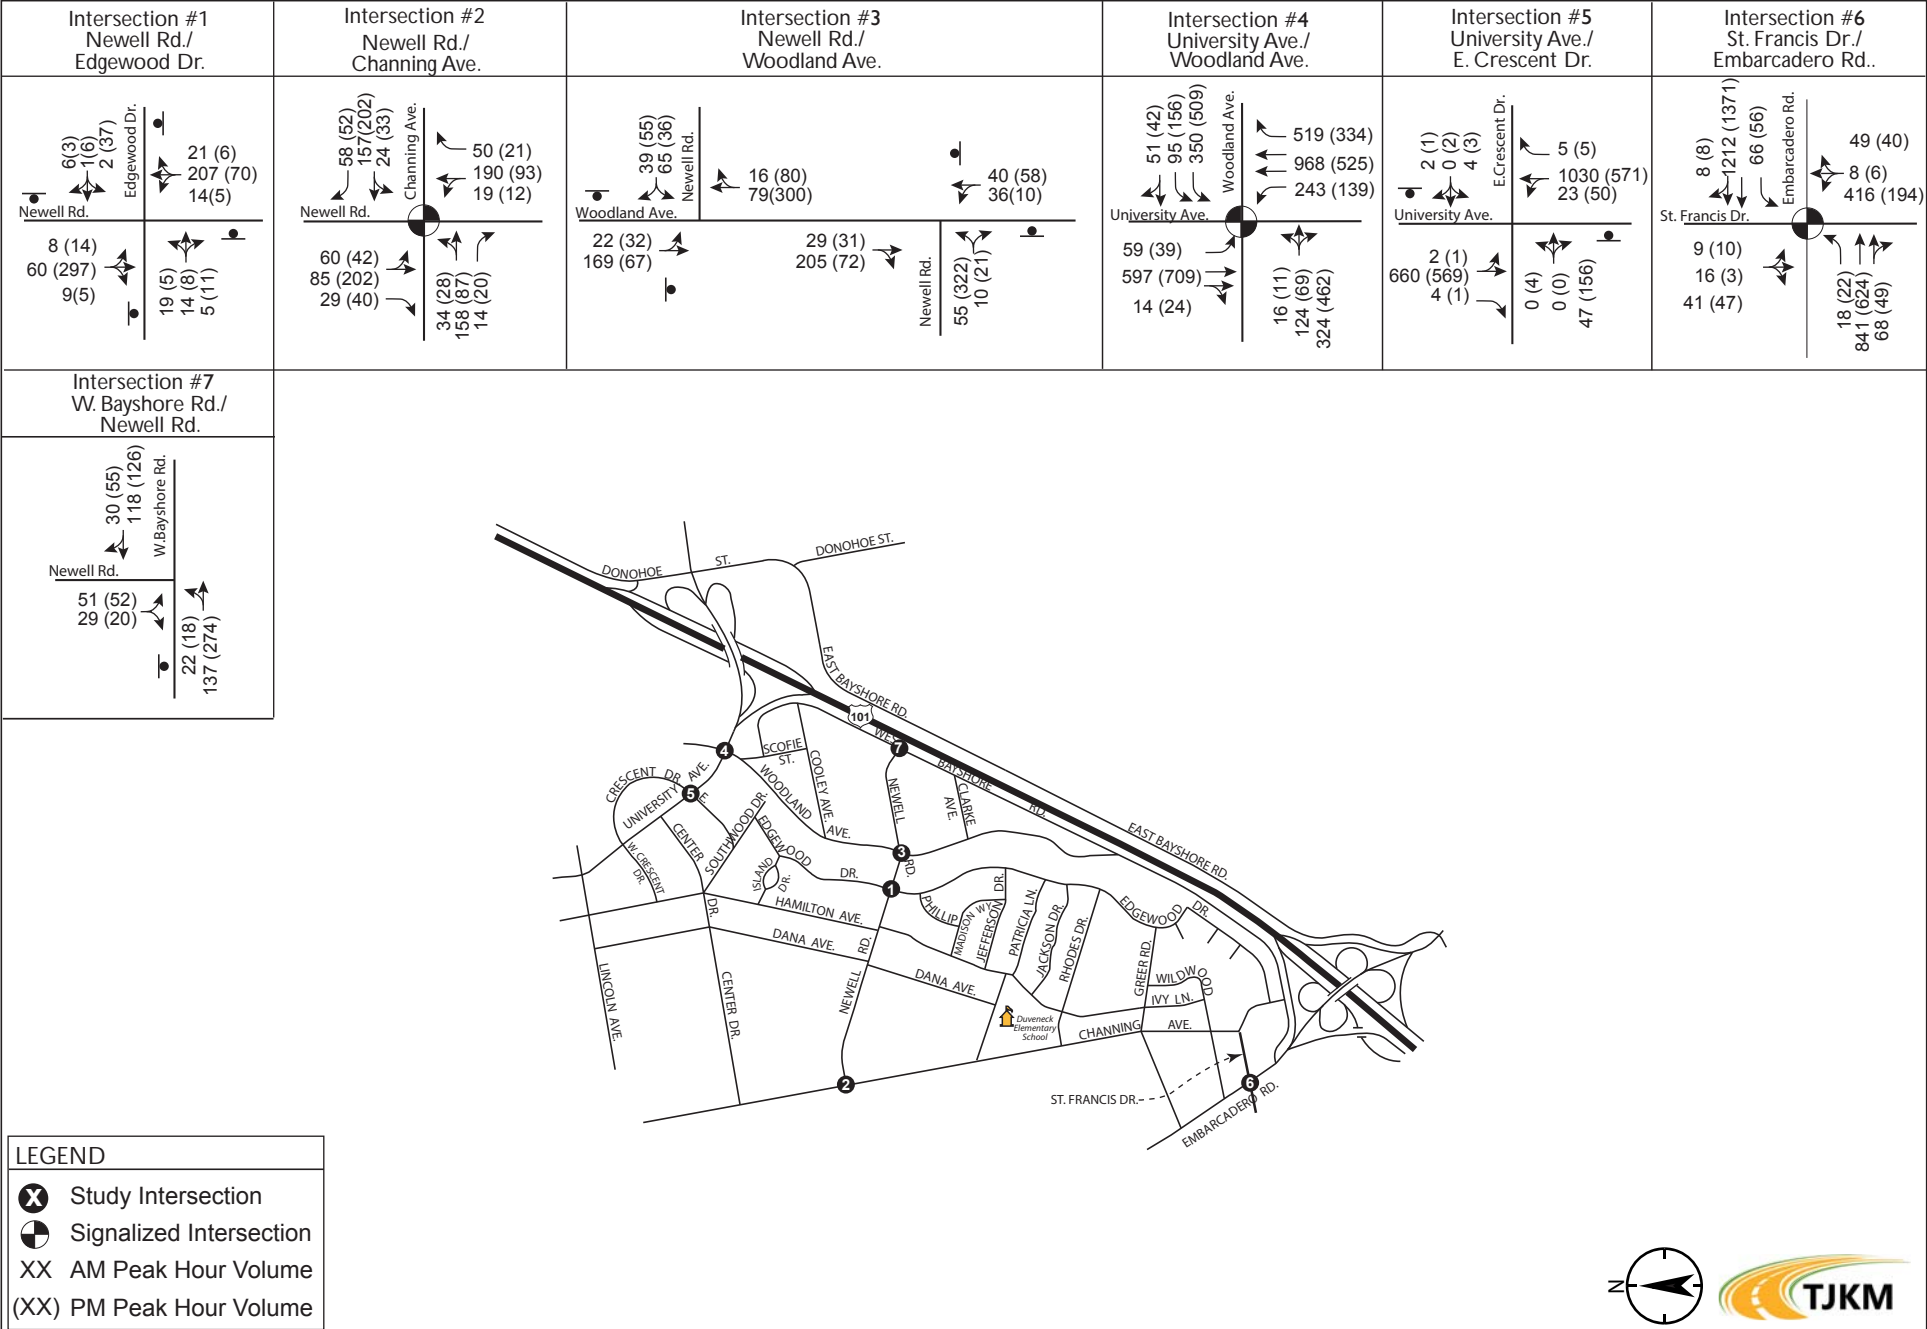 Intersection #1
Newell Rd./
Edgewood Dr.
6(3)
1(6)
2 (37)
Edgewood Dr.
21 (6)
207 (70)
14(5)
Newell Rd.
8 (14)
60 (297)
9(5)
19 (5)
14 (8)
5 (11)
Intersection #2
Newell Rd./
Channing Ave.
58 (52)
157(202)
24 (33)
Channing Ave.
50 (21)
190 (93)
19 (12)
Newell Rd.
60 (42)
85 (202)
29 (40)
34 (28)
158 (87)
14 (20)
Intersection #3
Newell Rd./
Woodland Ave.
39 (55)
65 (36)
Newell Rd.
16 (80)
79(300)
40 (58)
36(10)
Woodland Ave.
22 (32)
169 (67)
29 (31)
205 (72)
Newell Rd.
55 (322)
10 (21)
Intersection #4
University Ave./
Woodland Ave.
51 (42)
95 (156)
350 (509)
Woodland Ave.
519 (334)
968 (525)
243 (139)
University Ave.
59 (39)
597 (709)
14 (24)
16 (11)
124 (69)
324 (462)
Intersection #5
University Ave./
E. Crescent Dr.
2 (1)
0 (2)
4 (3)
E.Crescent Dr.
5 (5)
1030 (571)
23 (50)
University Ave.
2 (1)
660 (569)
4 (1)
0 (4)
0 (0)
47 (156)
Intersection #6
St. Francis Dr./
Embarcadero Rd..
8 (8)
1212 (1371)
66 (56)
Embarcadero Rd.
49 (40)
8 (6)
416 (194)
St. Francis Dr.
9 (10)
16 (3)
41 (47)
18 (22)
841 (624)
68 (49)
Intersection #7
W. Bayshore Rd./
Newell Rd.
30 (55)
118 (126)
W.Bayshore Rd.
Newell Rd.
51 (52)
29 (20)
22 (18)
137 (274)
DONOHOE ST.
DONOHOE ST.
EAST BAYSHORE RD.
101
WEST BAYSHORE RD.
7
4
SCOFIE
ST.
COOLEY AVE.
WOODLAND AVE.
NEWELL RD.
CLARKE
AVE.
EAST BAYSHORE RD.
CRESCENT DR.
UNIVERSITY AVE.
E
5
W. CRESCENT
DR.
CENTER DR.
SOUTHWOOD DR.
EDGEWOOD DR.
ISLAND
DR.
3
1
HAMILTON AVE.
DANA AVE.
NEWELL RD.
PHILLIP
MADISON WY.
JEFFERSON DR.
PATRICIA LN.
JACKSON DR.
RHODES DR.
EDGEWOOD DR.
GREER RD.
WILDWOOD
IVY LN.
DANA AVE.
LINCOLN AVE.
CENTER DR.
Duveneck
Elementary
School
CHANNING AVE.
2
6
ST. FRANCIS DR.
EMBARCADERO RD.
LEGEND
X Study Intersection
Signalized Intersection
XX AM Peak Hour Volume
(XX) PM Peak Hour Volume
N
TJKM